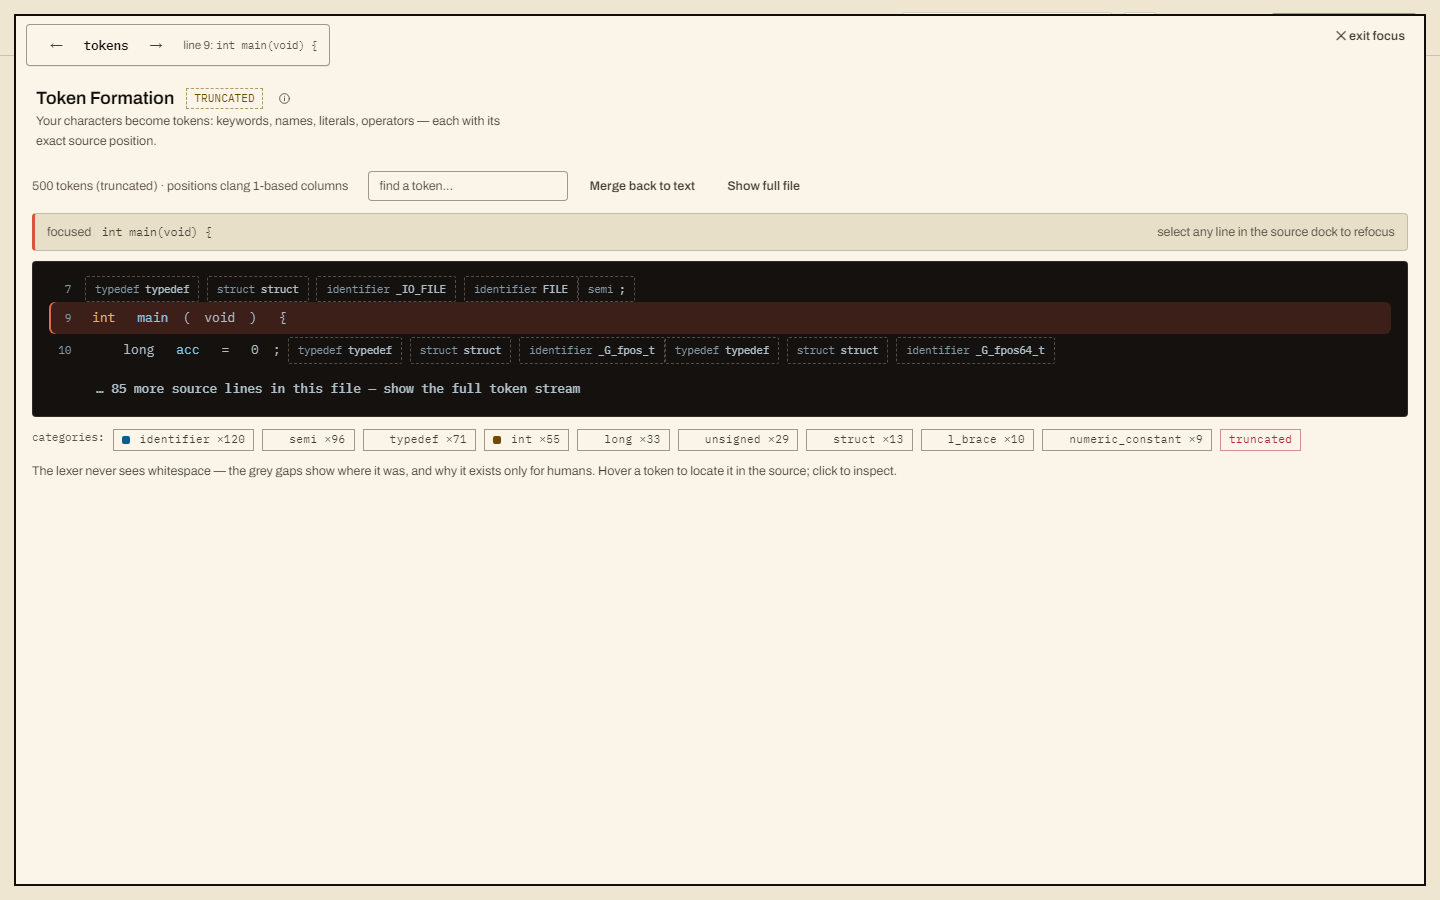 ← tokens → line 9: int main(void) {
exit focus
Token Formation TRUNCATED
Your characters become tokens: keywords, names, literals, operators — each with its
exact source position.
500 tokens (truncated) · positions clang 1-based columns find a token... Merge back to text Show full file
focused int main(void) { select any line in the source dock to refocus
7 typedef typedef struct struct identifier _IO_FILE identifier FILE semi ;
9 int main ( void ) {
10 long acc = 0 ; typedef typedef struct struct identifier _G_fpos_t typedef typedef struct struct identifier _G_fpos64_t
… 85 more source lines in this file — show the full token stream
categories: identifier ×120 semi ×96 typedef ×71 int ×55 long ×33 unsigned ×29 struct ×13 l_brace ×10 numeric_constant ×9 truncated
The lexer never sees whitespace — the grey gaps show where it was, and why it exists only for humans. Hover a token to locate it in the source; click to inspect.